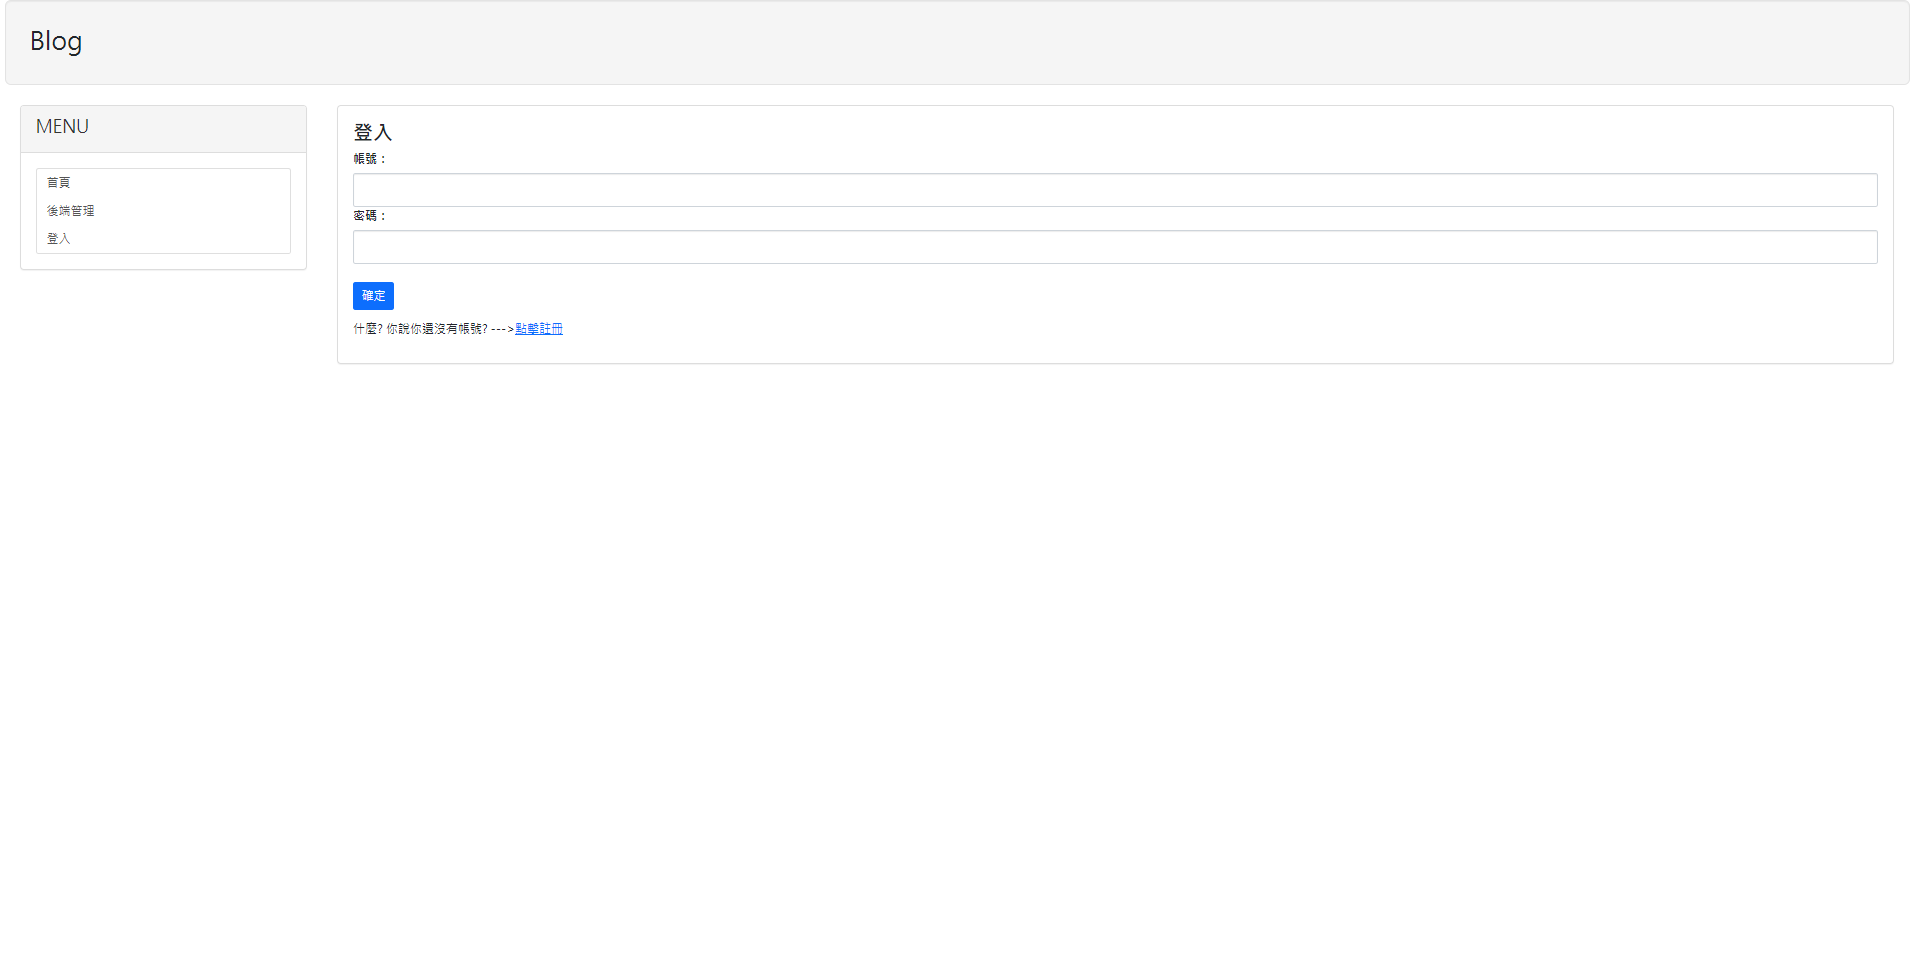 Blog
MENU
首頁
後端管理
登入
登入
帳號：
密碼：
確定
什麼? 你說你還沒有帳號? --->點擊註冊